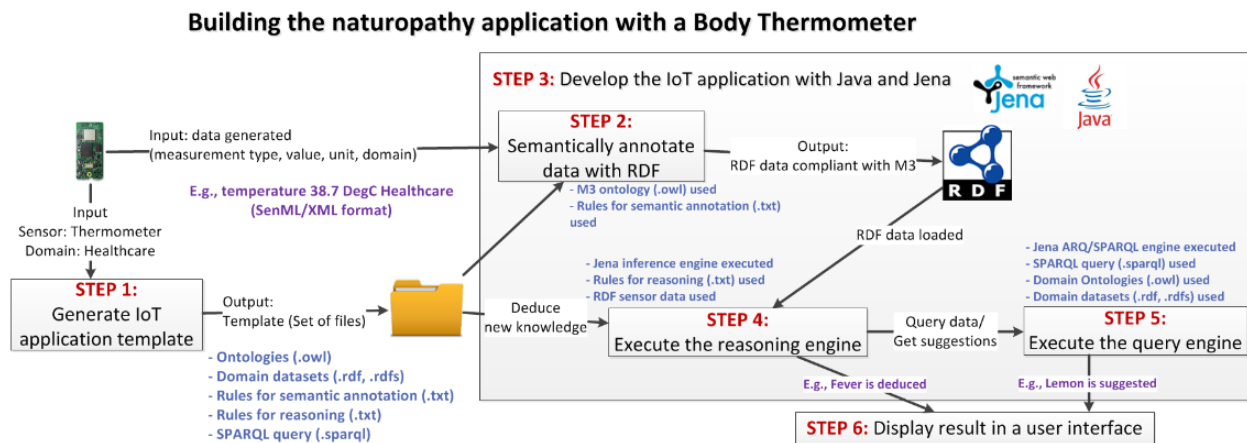 Building the naturopathy application with a Body Thermometer
STEP 3: Develop the IoT application with Java and Jena
semantic web
framework
Jena
Java
Input: data generated
(measurement type, value, unit, domain)
STEP 2:
Semantically annotate
data with RDF
Output:
RDF data compliant with M3
RDF
E.g., temperature 38.7 DegC Healthcare
(SenML/XML format)
- M3 ontology (.owl) used
- Rules for semantic annotation (.txt)
used
Input
Sensor: Thermometer
Domain: Healthcare
RDF data loaded
- Jena inference engine executed
- Rules for reasoning (.txt) used
- RDF sensor data used
- Jena ARQ/SPARQL engine executed
- SPARQL query (.sparql) used
- Domain Ontologies (.owl) used
- Domain datasets (.rdf, .rdfs) used
STEP 1:
Generate IoT
application template
Output:
Template (Set of files)
Deduce
new knowledge
STEP 4:
Execute the reasoning engine
Query data/
Get suggestions
STEP 5:
Execute the query engine
- Ontologies (.owl)
- Domain datasets (.rdf, .rdfs)
- Rules for semantic annotation (.txt)
- Rules for reasoning (.txt)
- SPARQL query (.sparql)
E.g., Fever is deduced
E.g., Lemon is suggested
STEP 6: Display result in a user interface